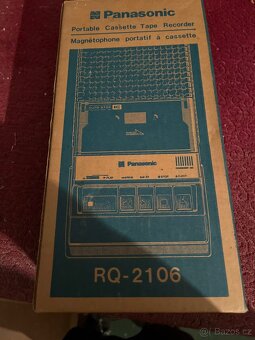 Panasonic
Portable Cassette Tape Recorder
Magnétophone portatif à cassette
Panasonic
RQ-2106
bazos.cz